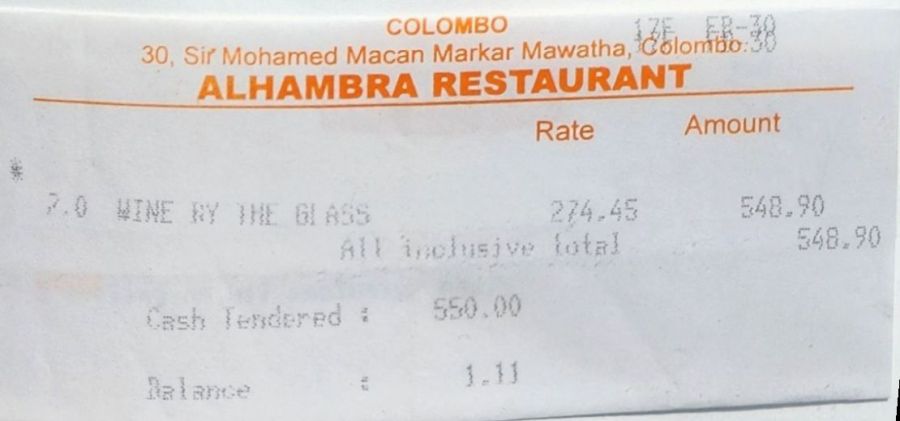 COLOMBO
30, Sir Mohamed Macan Markar Mawatha, Colombo.
ALHAMBRA RESTAURANT
Rate Amount
*
2.0 WINE BY THE GLASS 274.45 548.90
All inclusive total 548.90
Cash Tendered : 550.00
Balance : 1.11